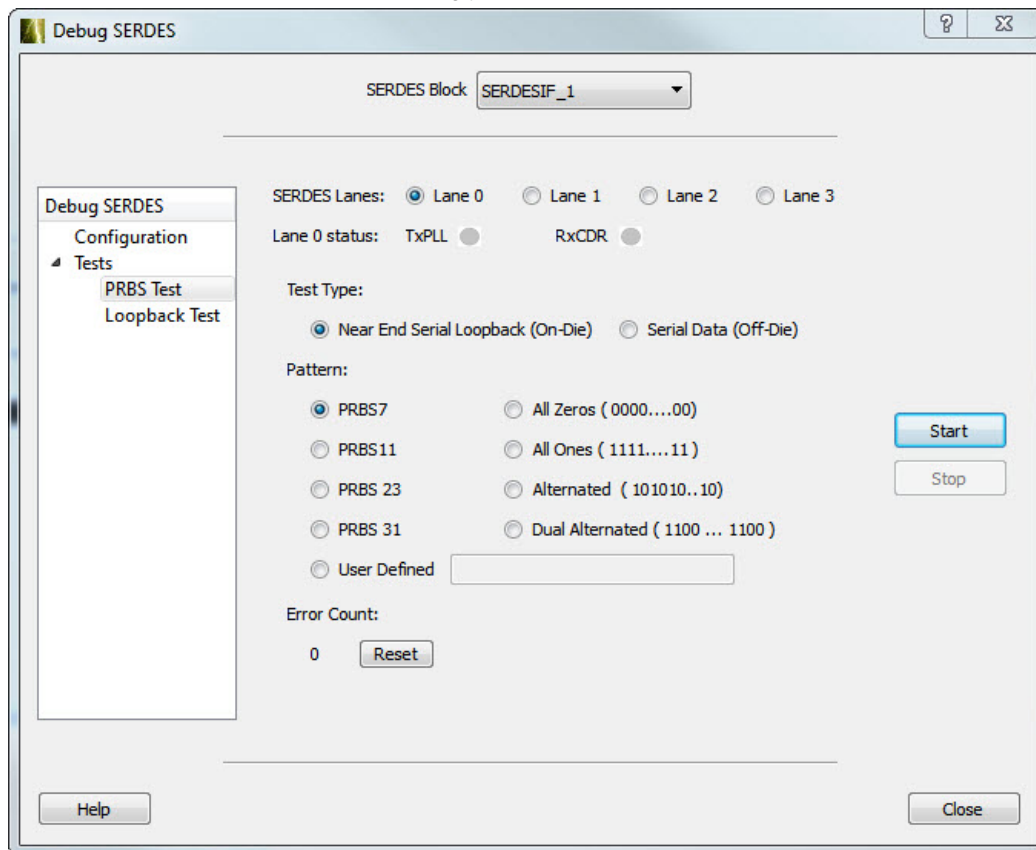 Debug SERDES
SERDES Block SERDESIF_1
Debug SERDES
Configuration
Tests
PRBS Test
Loopback Test
SERDES Lanes: Lane 0 Lane 1 Lane 2 Lane 3
Lane 0 status: TxPLL RxCDR
Test Type:
Near End Serial Loopback (On-Die) Serial Data (Off-Die)
Pattern:
PRBS7 All Zeros ( 0000....00)
PRBS11 All Ones ( 1111....11 )
PRBS 23 Alternated ( 101010..10)
PRBS 31 Dual Alternated ( 1100 ... 1100 )
User Defined
Error Count:
0 Reset
Start
Stop
Help Close